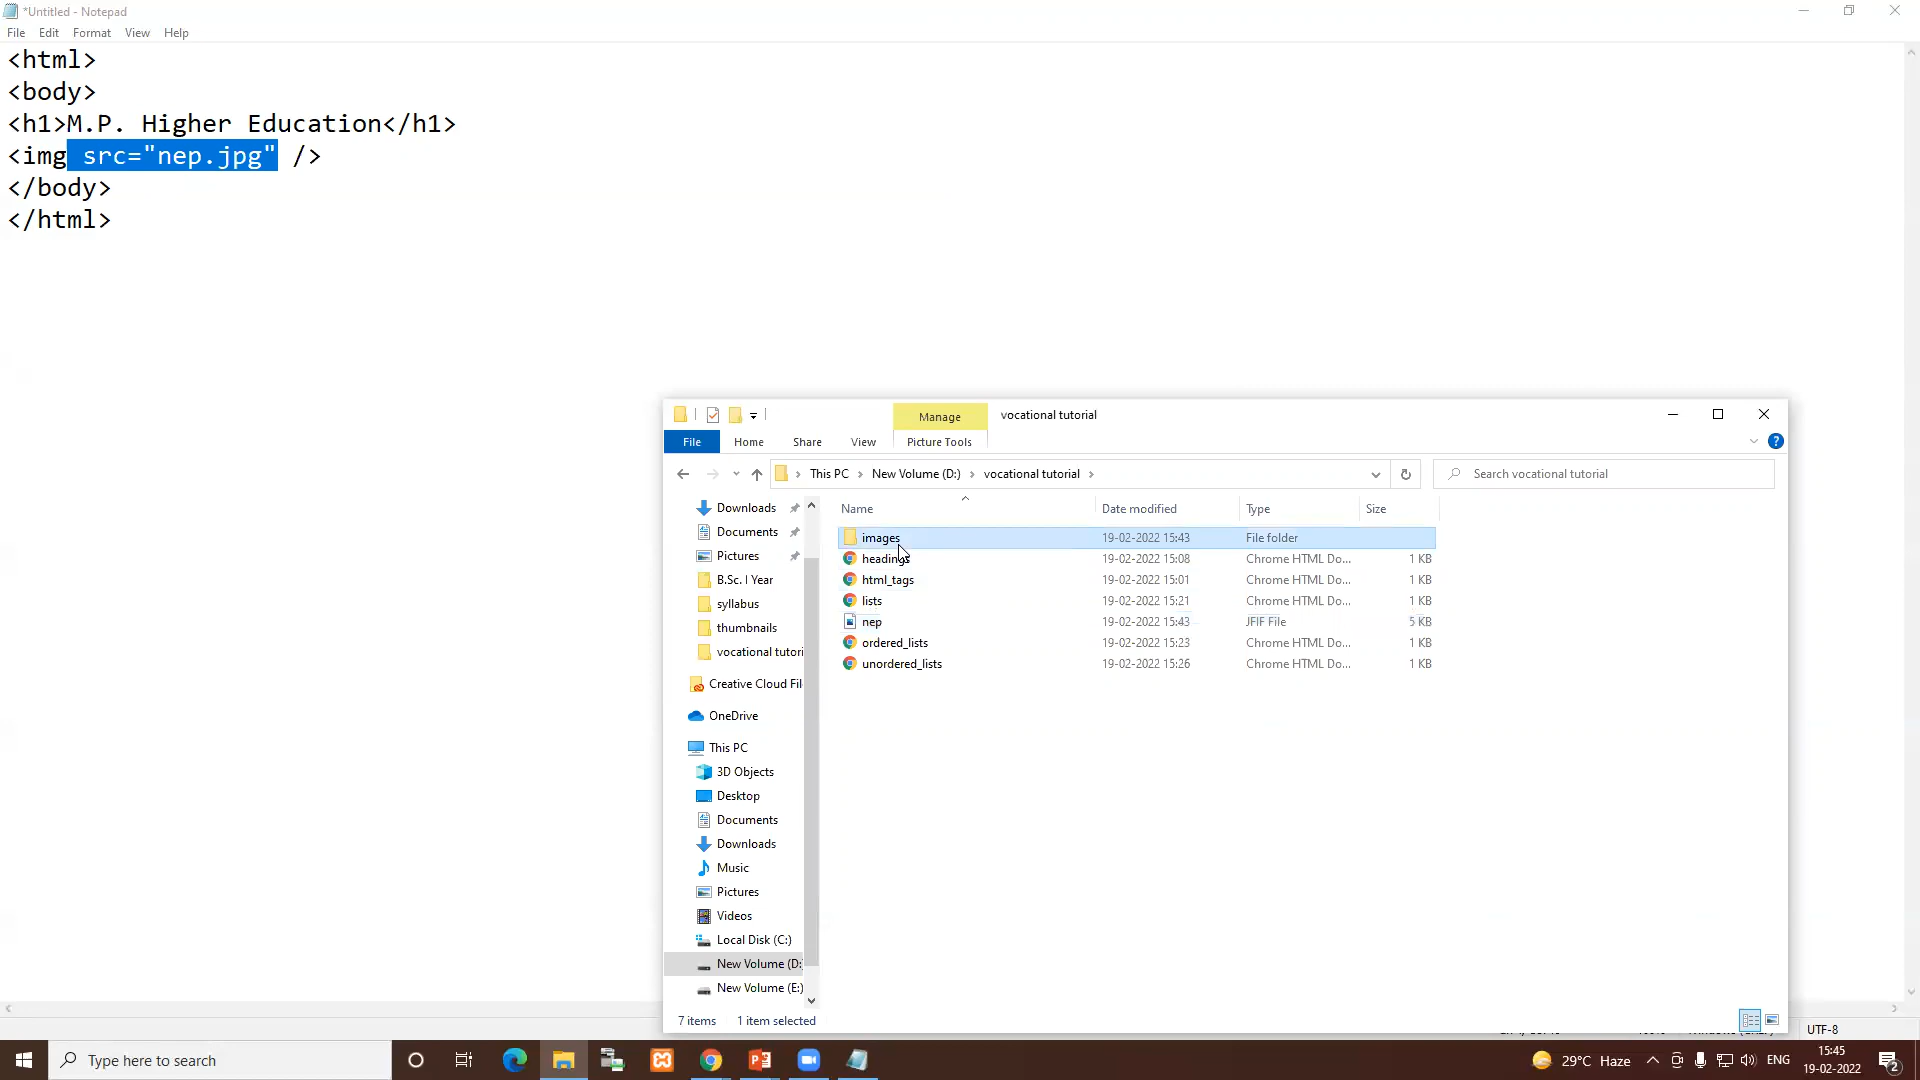 *Untitled - Notepad
File Edit Format View Help
<html>
<body>
<h1>M.P. Higher Education</h1>
<img src="nep.jpg" />
</body>
</html>
Manage vocational tutorial
File Home Share View Picture Tools
This PC New Volume (D:) vocational tutorial Search vocational tutorial
Name Date modified Type Size
Downloads
Documents
Pictures
B.Sc. I Year
syllabus
thumbnails
vocational tutori
Creative Cloud Fil
OneDrive
This PC
3D Objects
Desktop
Documents
Downloads
Music
Pictures
Videos
Local Disk (C:)
New Volume (D:
New Volume (E:)
images 19-02-2022 15:43 File folder
headings 19-02-2022 15:08 Chrome HTML Do... 1 KB
html_tags 19-02-2022 15:01 Chrome HTML Do... 1 KB
lists 19-02-2022 15:21 Chrome HTML Do... 1 KB
nep 19-02-2022 15:43 JFIF File 5 KB
ordered_lists 19-02-2022 15:23 Chrome HTML Do... 1 KB
unordered_lists 19-02-2022 15:26 Chrome HTML Do... 1 KB
7 items 1 item selected
UTF-8
Type here to search
29°C Haze ENG 15:45
19-02-2022 2